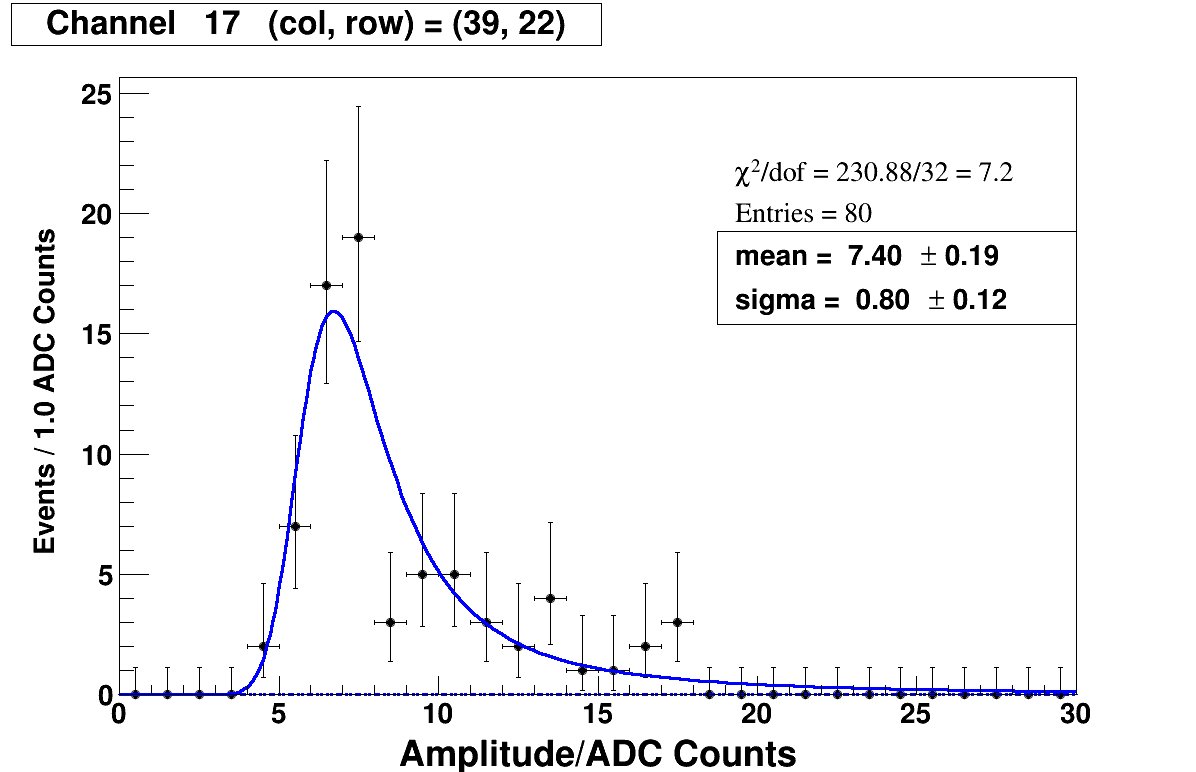 Channel 17 (col, row) = (39, 22)
25
20
15
10
5
0
Events / 1.0 ADC Counts
χ²/dof = 230.88/32 = 7.2
Entries = 80
mean = 7.40 ± 0.19
sigma = 0.80 ± 0.12
0 5 10 15 20 25 30
Amplitude/ADC Counts